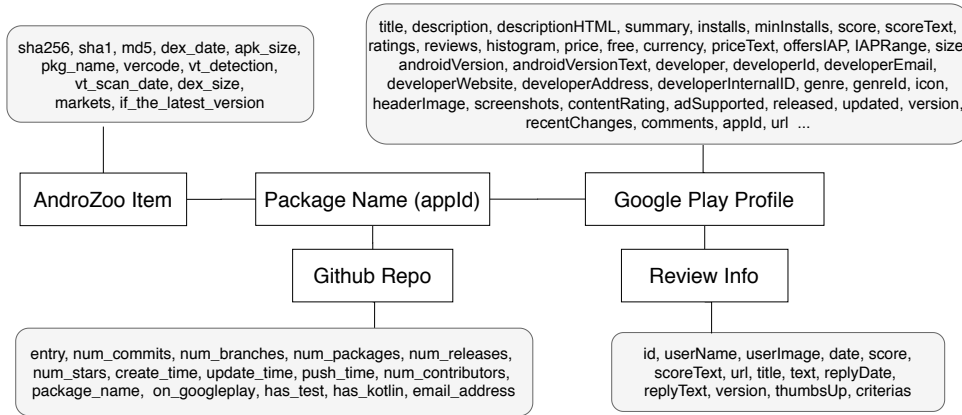 title, description, descriptionHTML, summary, installs, minInstalls, score, scoreText,
ratings, reviews, histogram, price, free, currency, priceText, offersIAP, IAPRange, size
androidVersion, androidVersionText, developer, developerId, developerEmail,
developerWebsite, developerAddress, developerInternalID, genre, genreId, icon,
headerImage, screenshots, contentRating, adSupported, released, updated, version,
recentChanges, comments, appId, url ...
sha256, sha1, md5, dex_date, apk_size,
pkg_name, vercode, vt_detection,
vt_scan_date, dex_size,
markets, if_the_latest_version
AndroZoo Item
Package Name (appId)
Google Play Profile
Github Repo
Review Info
entry, num_commits, num_branches, num_packages, num_releases,
num_stars, create_time, update_time, push_time, num_contributors,
package_name, on_googleplay, has_test, has_kotlin, email_address
id, userName, userImage, date, score,
scoreText, url, title, text, replyDate,
replyText, version, thumbsUp, criterias